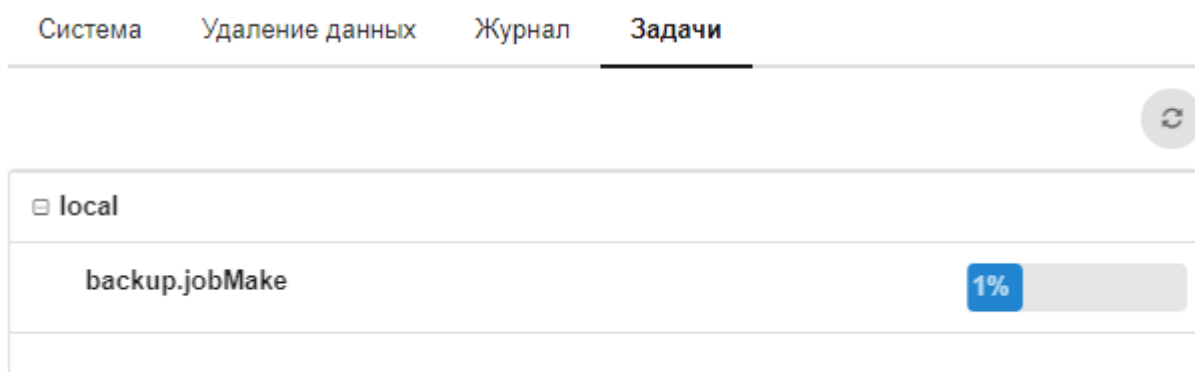 Система Удаление данных Журнал Задачи
local
backup.jobMake 1%